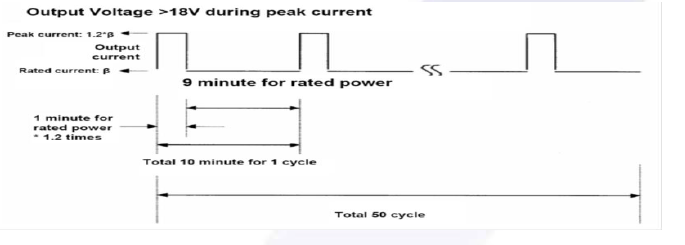 Output Voltage >18V during peak current
Peak current: 1.2*β
Output
current
Rated current: β
9 minute for rated power
1 minute for
rated power
* 1.2 times
Total 10 minute for 1 cycle
Total 50 cycle